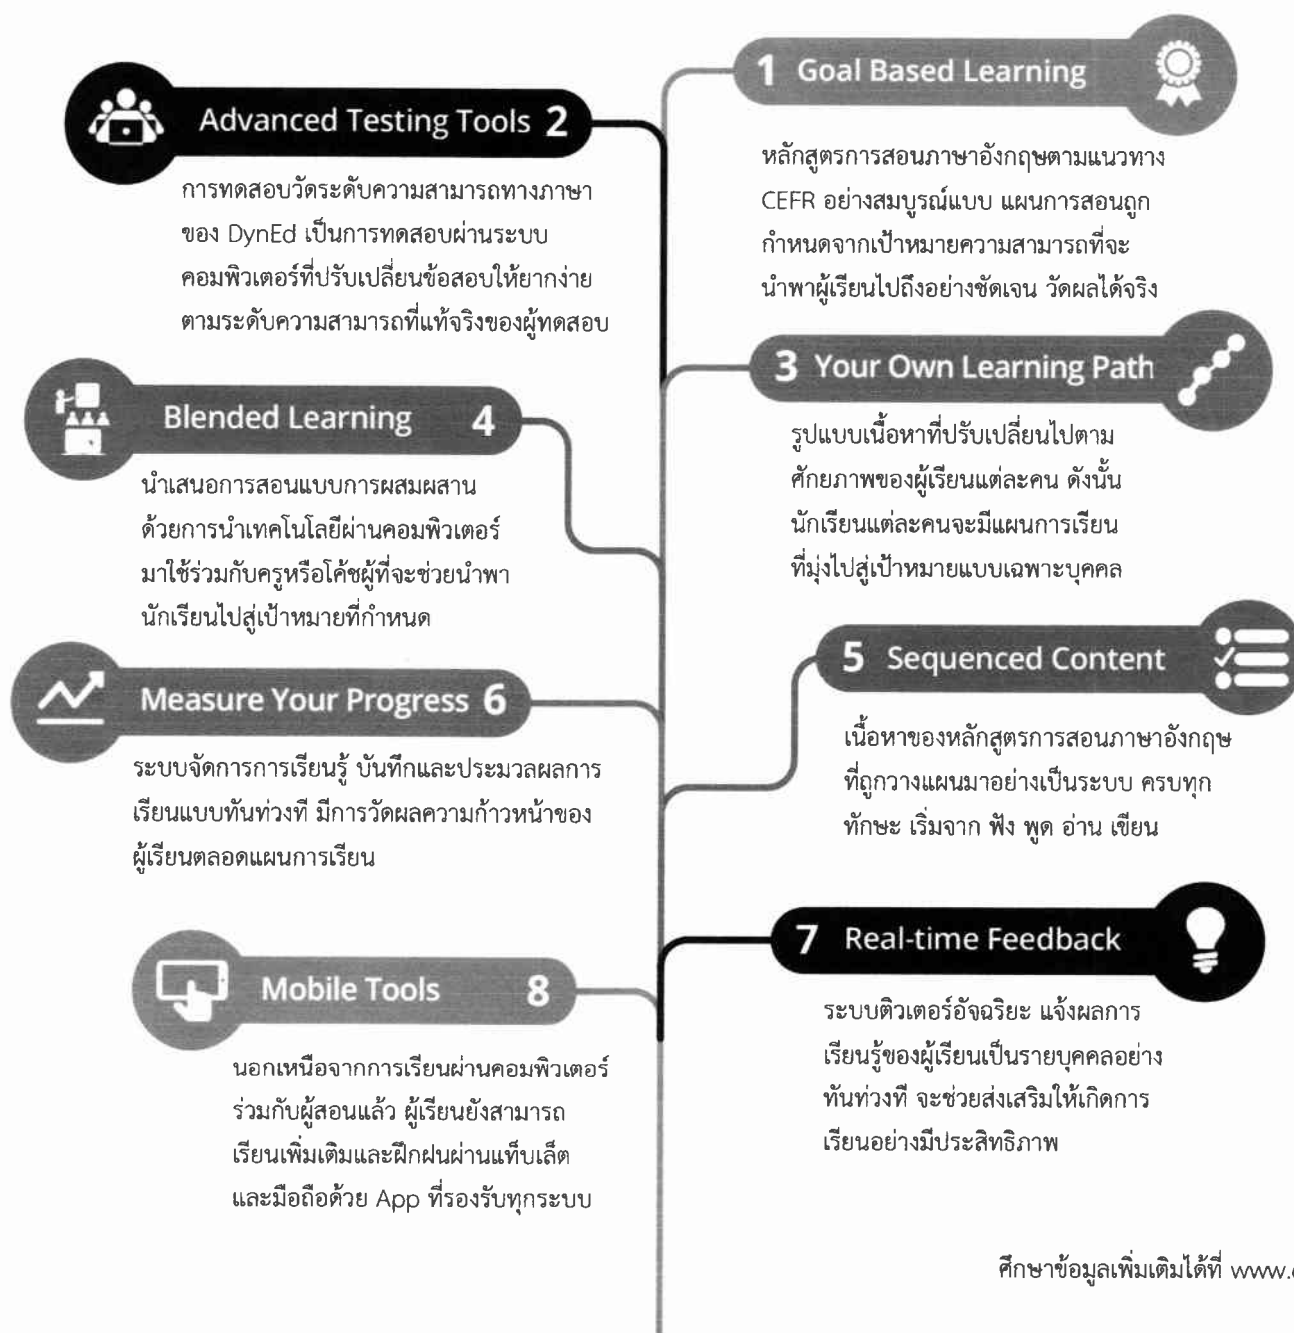 1 Goal Based Learning
หลักสูตรการสอนภาษาอังกฤษตามแนวทาง
CEFR อย่างสมบูรณ์แบบ แผนการสอนถูก
กำหนดจากเป้าหมายความสามารถที่จะ
นำพาผู้เรียนไปถึงอย่างชัดเจน วัดผลได้จริง
Advanced Testing Tools 2
การทดสอบวัดระดับความสามารถทางภาษา
ของ DynEd เป็นการทดสอบผ่านระบบ
คอมพิวเตอร์ที่ปรับเปลี่ยนข้อสอบให้ยากง่าย
ตามระดับความสามารถที่แท้จริงของผู้ทดสอบ
3 Your Own Learning Path
รูปแบบเนื้อหาที่ปรับเปลี่ยนไปตาม
ศักยภาพของผู้เรียนแต่ละคน ดังนั้น
นักเรียนแต่ละคนจะมีแผนการเรียน
ที่มุ่งไปสู่เป้าหมายแบบเฉพาะบุคคล
Blended Learning 4
นำเสนอการสอนแบบการผสมผสาน
ด้วยการนำเทคโนโลยีผ่านคอมพิวเตอร์
มาใช้ร่วมกับครูหรือโค้ชผู้ที่จะช่วยนำพา
นักเรียนไปสู่เป้าหมายที่กำหนด
5 Sequenced Content
เนื้อหาของหลักสูตรการสอนภาษาอังกฤษ
ที่ถูกวางแผนมาอย่างเป็นระบบ ครบทุก
ทักษะ เริ่มจาก ฟัง พูด อ่าน เขียน
Measure Your Progress 6
ระบบจัดการการเรียนรู้ บันทึกและประมวลผลการ
เรียนแบบทันท่วงที มีการวัดผลความก้าวหน้าของ
ผู้เรียนตลอดแผนการเรียน
7 Real-time Feedback
ระบบติวเตอร์อัจฉริยะ แจ้งผลการ
เรียนรู้ของผู้เรียนเป็นรายบุคคลอย่าง
ทันท่วงที จะช่วยส่งเสริมให้เกิดการ
เรียนอย่างมีประสิทธิภาพ
Mobile Tools 8
นอกเหนือจากการเรียนผ่านคอมพิวเตอร์
ร่วมกับผู้สอนแล้ว ผู้เรียนยังสามารถ
เรียนเพิ่มเติมและฝึกฝนผ่านแท็บเล็ต
และมือถือด้วย App ที่รองรับทุกระบบ
ศึกษาข้อมูลเพิ่มเติมได้ที่ www.